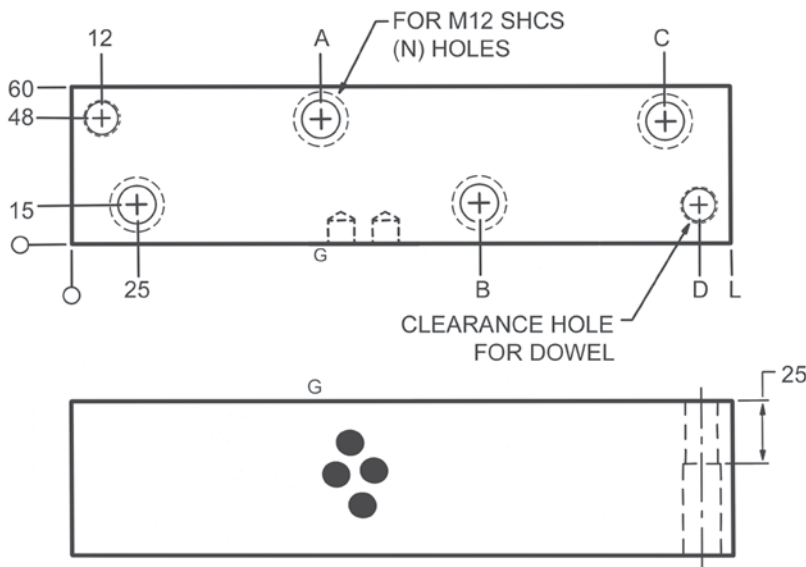 FOR M12 SHCS
(N) HOLES
12
A
C
60
48
15
G
25
B
D
L
CLEARANCE HOLE
FOR DOWEL
G
25